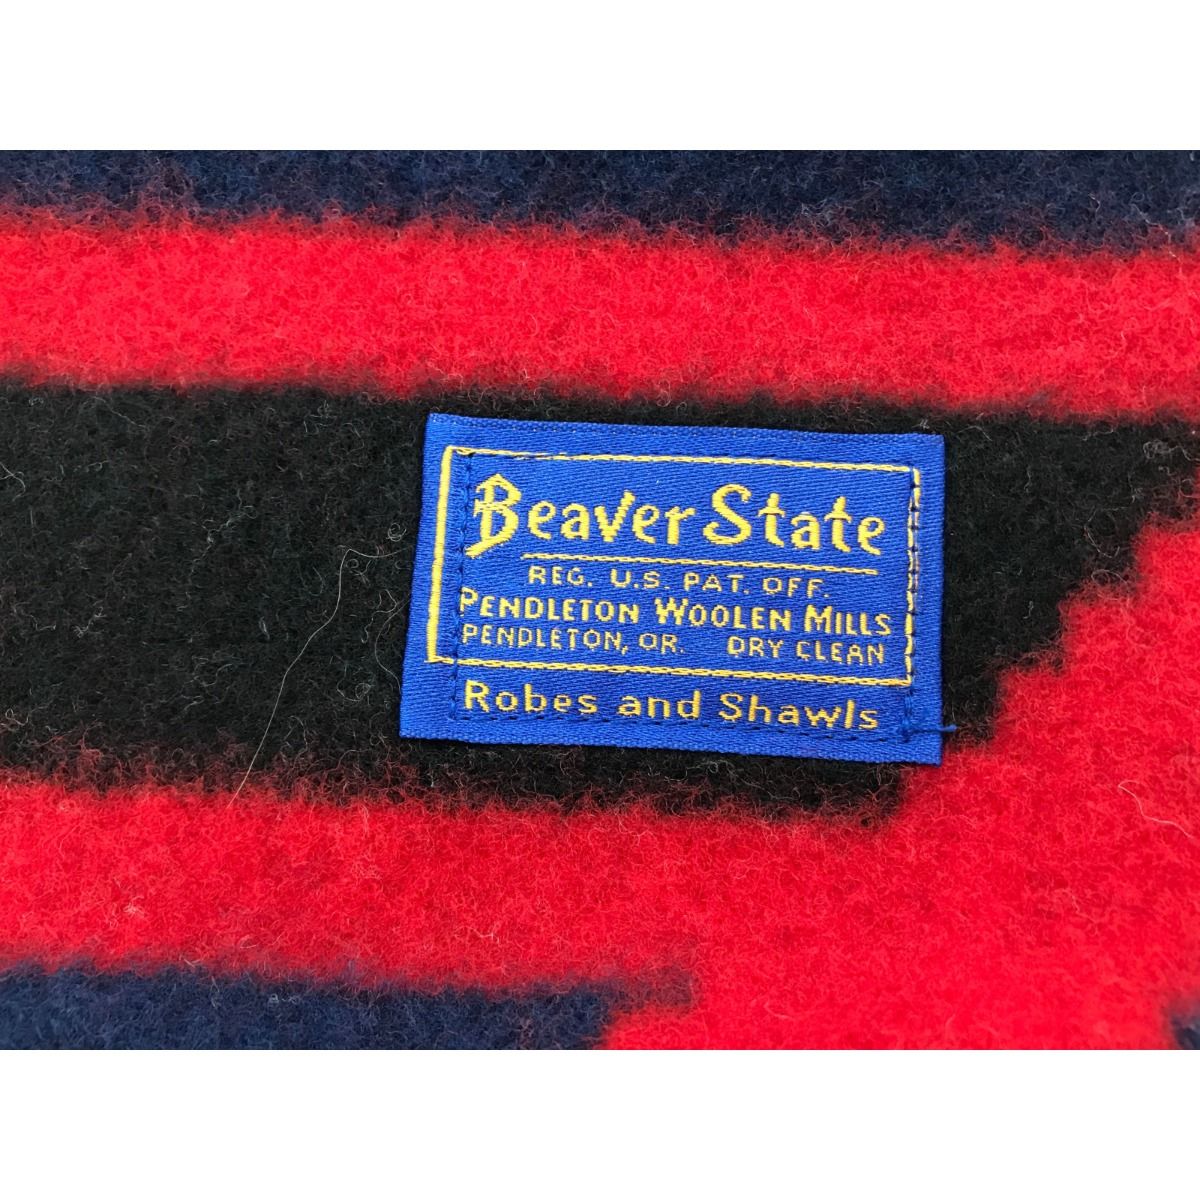 Beaver State
REG. U.S. PAT. OFF.
PENDLETON WOOLEN MILLS
PENDLETON, OR. DRY CLEAN
Robes and Shawls